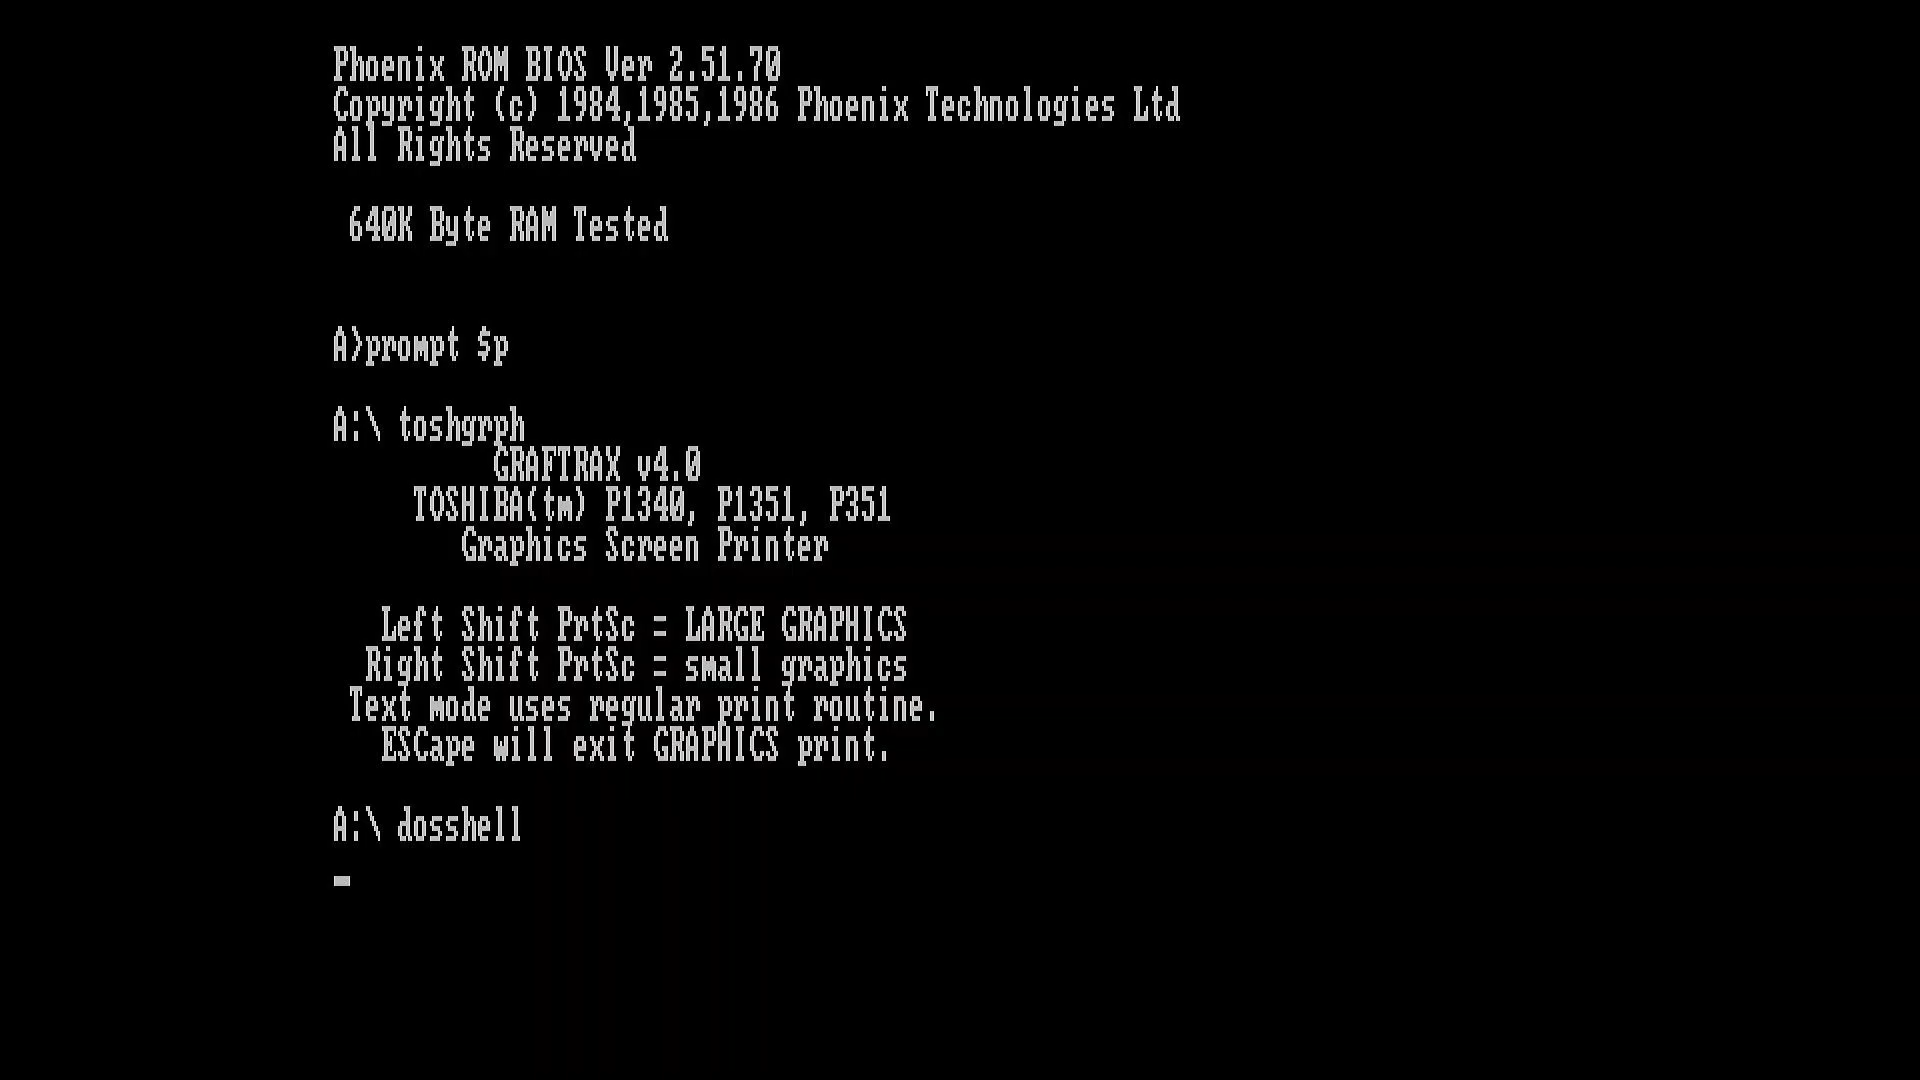 Phoenix ROM BIOS Ver 2.51.70
Copyright (c) 1984,1985,1986 Phoenix Technologies Ltd
All Rights Reserved
640K Byte RAM Tested
A>prompt $p
A:\ toshgrph
GRAFTRAX v4.0
TOSHIBA(tm) P1340, P1351, P351
Graphics Screen Printer
Left Shift PrtSc = LARGE GRAPHICS
Right Shift PrtSc = small graphics
Text mode uses regular print routine.
ESCape will exit GRAPHICS print.
A:\ dosshell